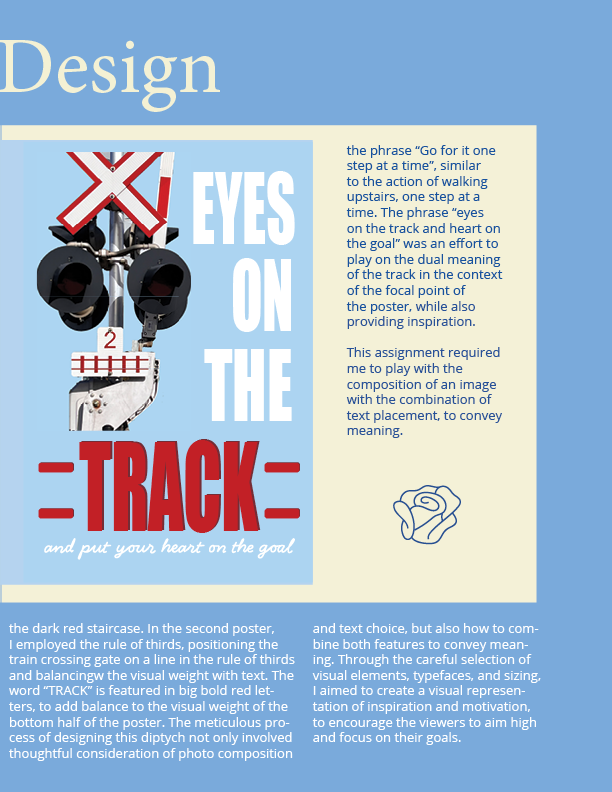 Design
EYES
ON
THE
2
TRACK
and put your heart on the goal
the phrase “Go for it one
step at a time”, similar
to the action of walking
upstairs, one step at a
time. The phrase “eyes
on the track and heart on
the goal” was an effort to
play on the dual meaning
of the track in the context
of the focal point of
the poster, while also
providing inspiration.
This assignment required
me to play with the
composition of an image
with the combination of
text placement, to convey
meaning.
the dark red staircase. In the second poster,
I employed the rule of thirds, positioning the
train crossing gate on a line in the rule of thirds
and balancingw the visual weight with text. The
word “TRACK” is featured in big bold red let-
ters, to add balance to the visual weight of the
bottom half of the poster. The meticulous pro-
cess of designing this diptych not only involved
thoughtful consideration of photo composition
and text choice, but also how to com-
bine both features to convey mean-
ing. Through the careful selection of
visual elements, typefaces, and sizing,
I aimed to create a visual represen-
tation of inspiration and motivation,
to encourage the viewers to aim high
and focus on their goals.